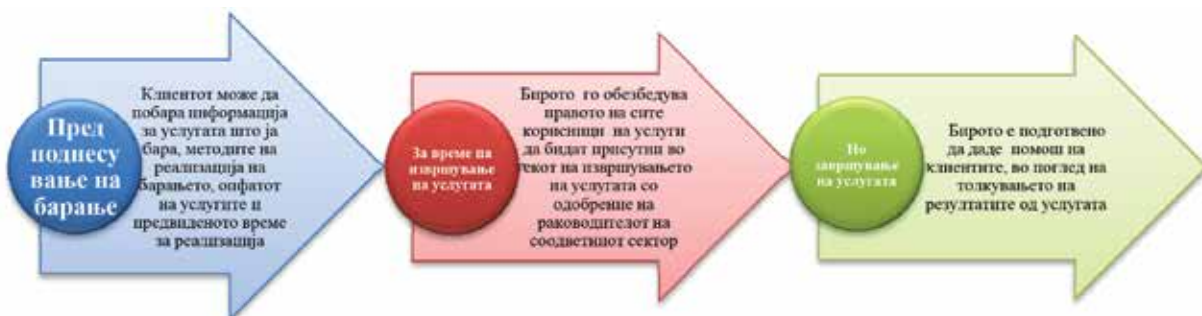 Пред
поднесу
вање на
барање
Клиентот може да
побара информација
за услугата што ја
бара, методите на
реализација на
барањето, опфатот
на услугите и
предвиденото време
за реализација
За време на
извршување
на услугата
Бирото го обезбедува
правото на сите
корисници на услуги
да бидат присутни во
текот на извршувањето
на услугата со
одобрение на
раководителот на
соодветниот сектор
По
завршување
на услугата
Бирото е подготвено
да даде помош на
клиентите, во поглед на
толкувањето на
резултатите од услугата